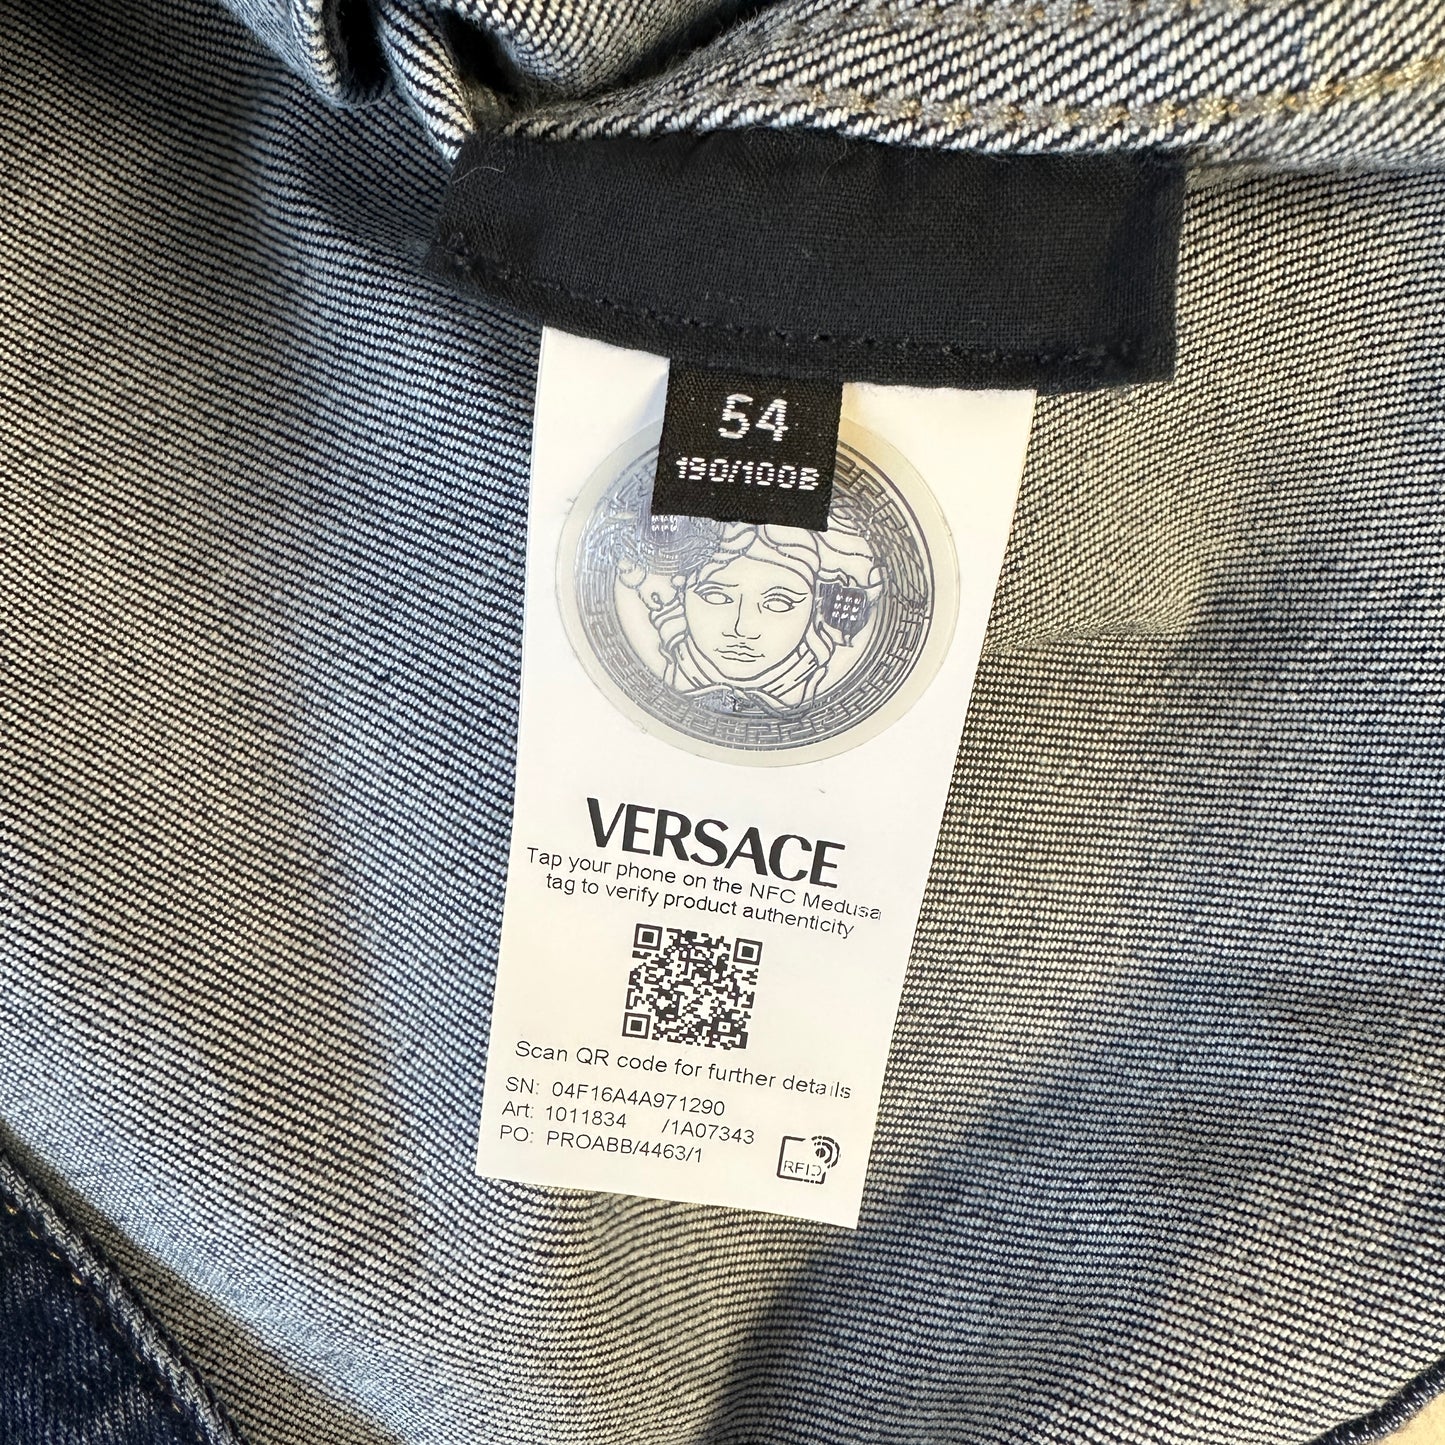 54
190/100B
VERSACE
Tap your phone on the NFC Medusa
tag to verify product authenticity
Scan QR code for further details
SN: 04F16A4A971290
Art: 1011834 /1A07343
PO: PROABB/4463/1
RFID